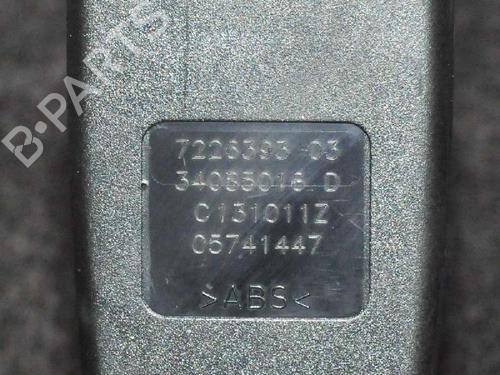 B-PARTS
7226393 03
34085016 D
C131011Z
05741447
>ABS<